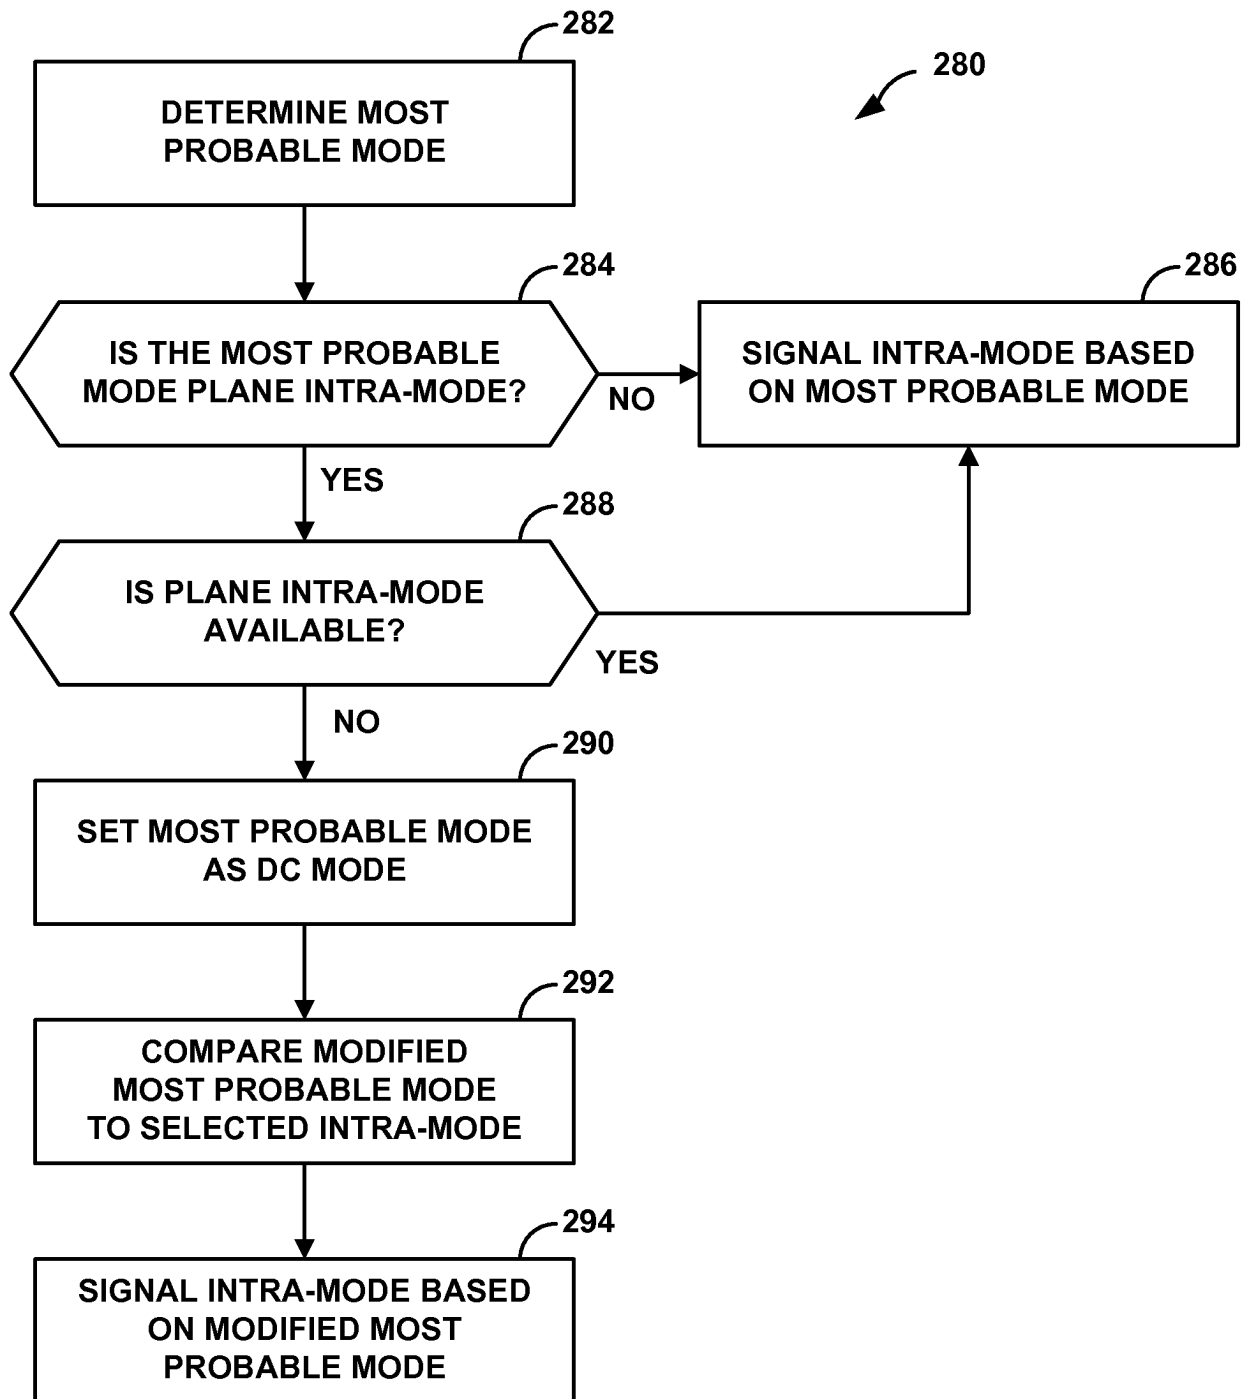 282
280
DETERMINE MOST
PROBABLE MODE
284
286
IS THE MOST PROBABLE
MODE PLANE INTRA-MODE?
NO
SIGNAL INTRA-MODE BASED
ON MOST PROBABLE MODE
YES
288
IS PLANE INTRA-MODE
AVAILABLE?
YES
NO
290
SET MOST PROBABLE MODE
AS DC MODE
292
COMPARE MODIFIED
MOST PROBABLE MODE
TO SELECTED INTRA-MODE
294
SIGNAL INTRA-MODE BASED
ON MODIFIED MOST
PROBABLE MODE